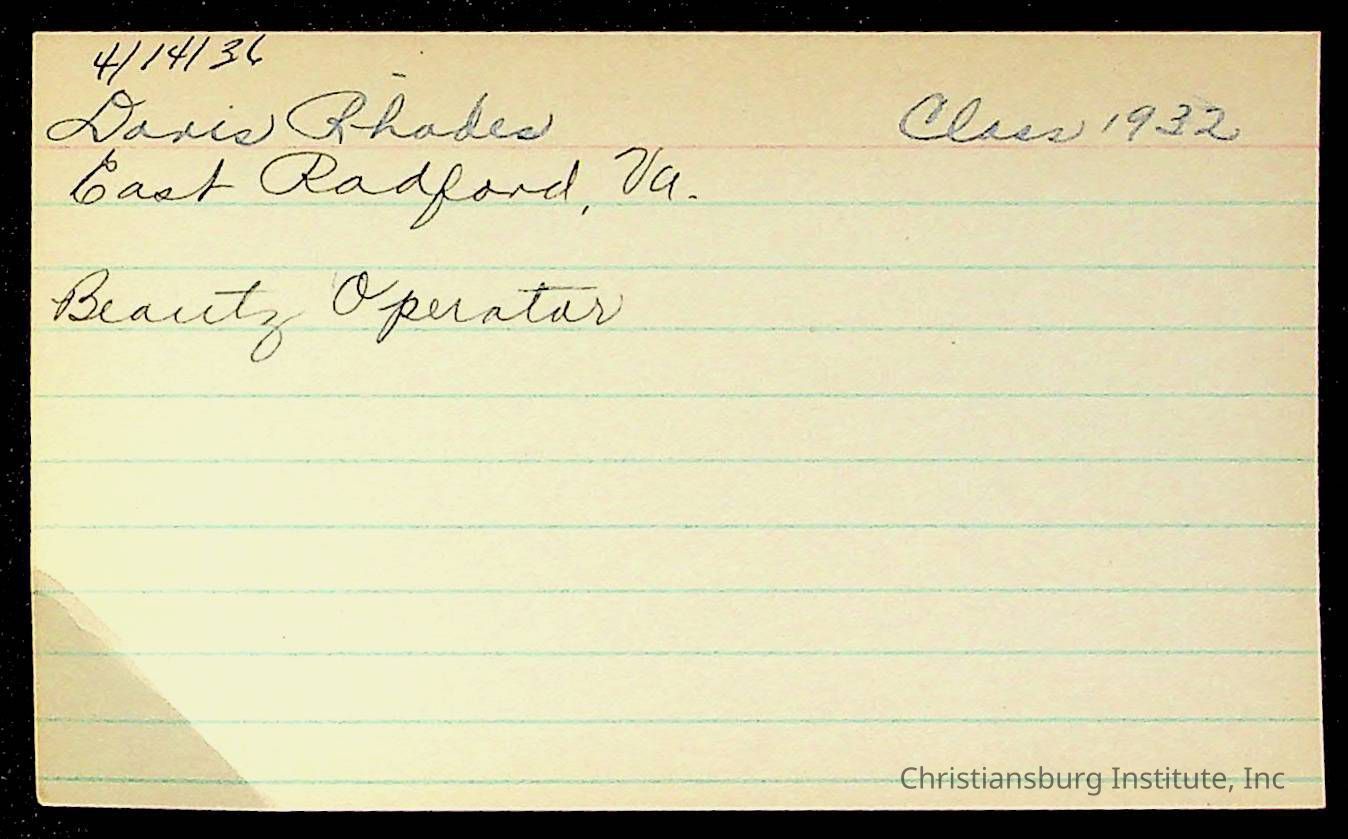 4/14/36
Doris Rhodes Class 1932
East Radford, Va.
Beauty Operator
Christiansburg Institute, Inc